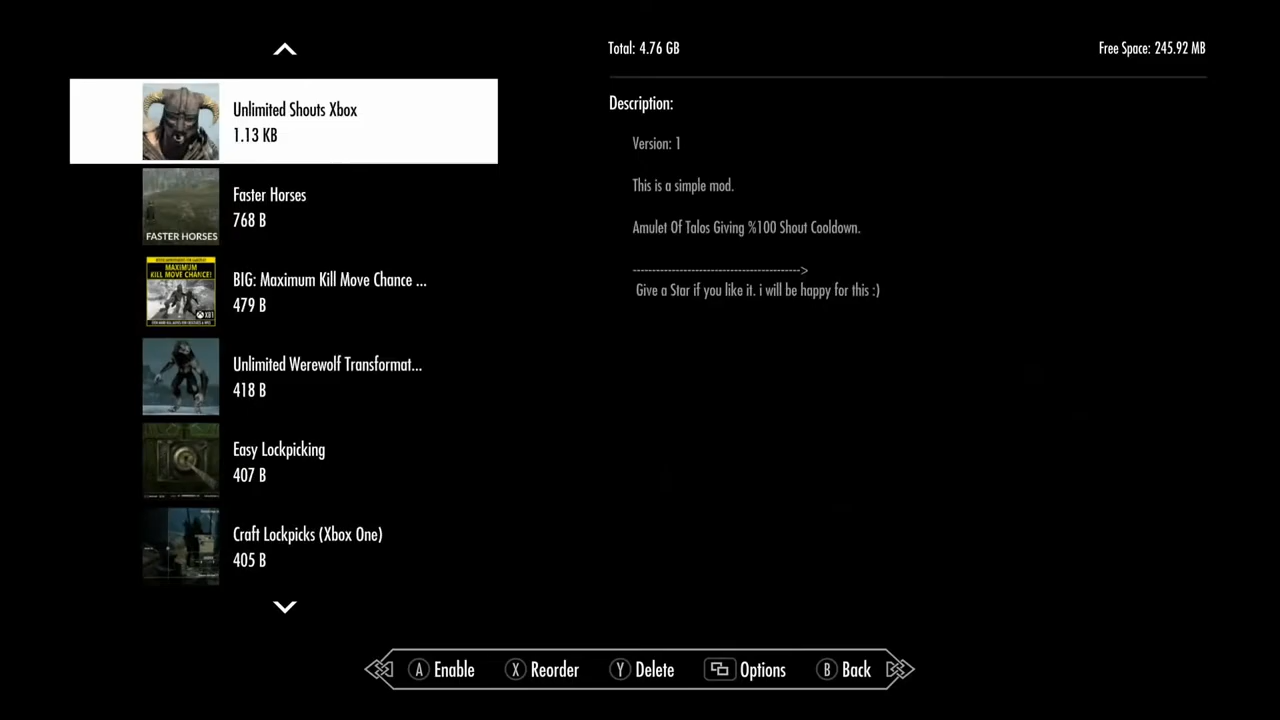 Total: 4.76 GB
Free Space: 245.92 MB
Unlimited Shouts Xbox
1.13 KB
Faster Horses
768 B
FASTER HORSES
BIG: Maximum Kill Move Chance ...
479 B
MAXIMUM
KILL MOVE CHANCE!
Unlimited Werewolf Transformat...
418 B
Easy Lockpicking
407 B
Craft Lockpicks (Xbox One)
405 B
Description:
Version: 1
This is a simple mod.
Amulet Of Talos Giving %100 Shout Cooldown.
----------------------------------------->
Give a Star if you like it. i will be happy for this :)
A Enable
X Reorder
Y Delete
Options
B Back